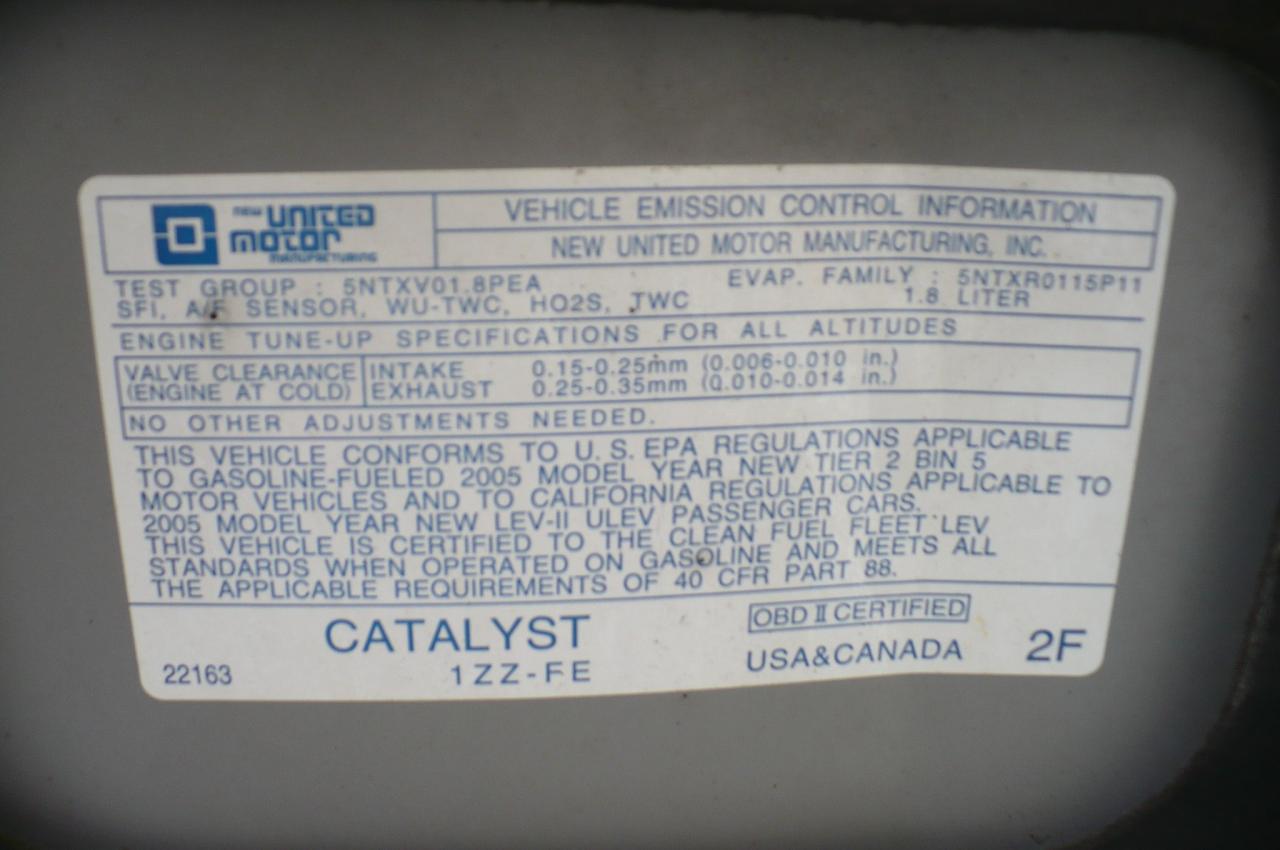 NEW UNITED
MOTOR
MANUFACTURING
VEHICLE EMISSION CONTROL INFORMATION
NEW UNITED MOTOR MANUFACTURING, INC.
TEST GROUP : 5NTXV01.8PEA EVAP. FAMILY : 5NTXR0115P11
SFI, A/F SENSOR, WU-TWC, HO2S, TWC 1.8 LITER
ENGINE TUNE-UP SPECIFICATIONS FOR ALL ALTITUDES
VALVE CLEARANCE INTAKE 0.15-0.25mm (0.006-0.010 in.)
(ENGINE AT COLD) EXHAUST 0.25-0.35mm (0.010-0.014 in.)
NO OTHER ADJUSTMENTS NEEDED.
THIS VEHICLE CONFORMS TO U.S. EPA REGULATIONS APPLICABLE
TO GASOLINE-FUELED 2005 MODEL YEAR NEW TIER 2 BIN 5
MOTOR VEHICLES AND TO CALIFORNIA REGULATIONS APPLICABLE TO
2005 MODEL YEAR NEW LEV-II ULEV PASSENGER CARS.
THIS VEHICLE IS CERTIFIED TO THE CLEAN FUEL FLEET LEV
STANDARDS WHEN OPERATED ON GASOLINE AND MEETS ALL
THE APPLICABLE REQUIREMENTS OF 40 CFR PART 88.
CATALYST OBD II CERTIFIED
22163 1ZZ-FE USA&CANADA 2F